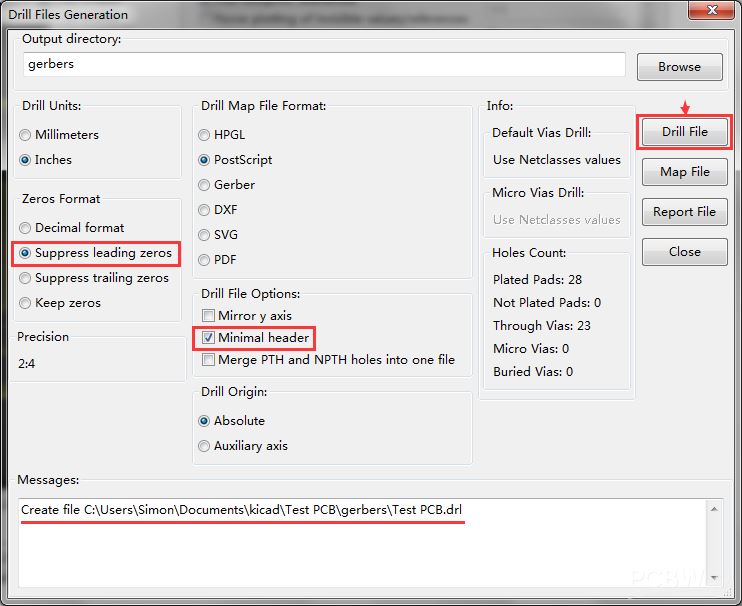 Drill Files Generation
Output directory:
gerbers
Browse
Drill Units:
Millimeters
Inches
Zeros Format
Decimal format
Suppress leading zeros
Suppress trailing zeros
Keep zeros
Precision
2:4
Drill Map File Format:
HPGL
PostScript
Gerber
DXF
SVG
PDF
Drill File Options:
Mirror y axis
Minimal header
Merge PTH and NPTH holes into one file
Drill Origin:
Absolute
Auxiliary axis
Info:
Default Vias Drill:
Use Netclasses values
Micro Vias Drill:
Use Netclasses values
Holes Count:
Plated Pads: 28
Not Plated Pads: 0
Through Vias: 23
Micro Vias: 0
Buried Vias: 0
Drill File
Map File
Report File
Close
Messages:
Create file C:\Users\Simon\Documents\kicad\Test PCB\gerbers\Test PCB.drl